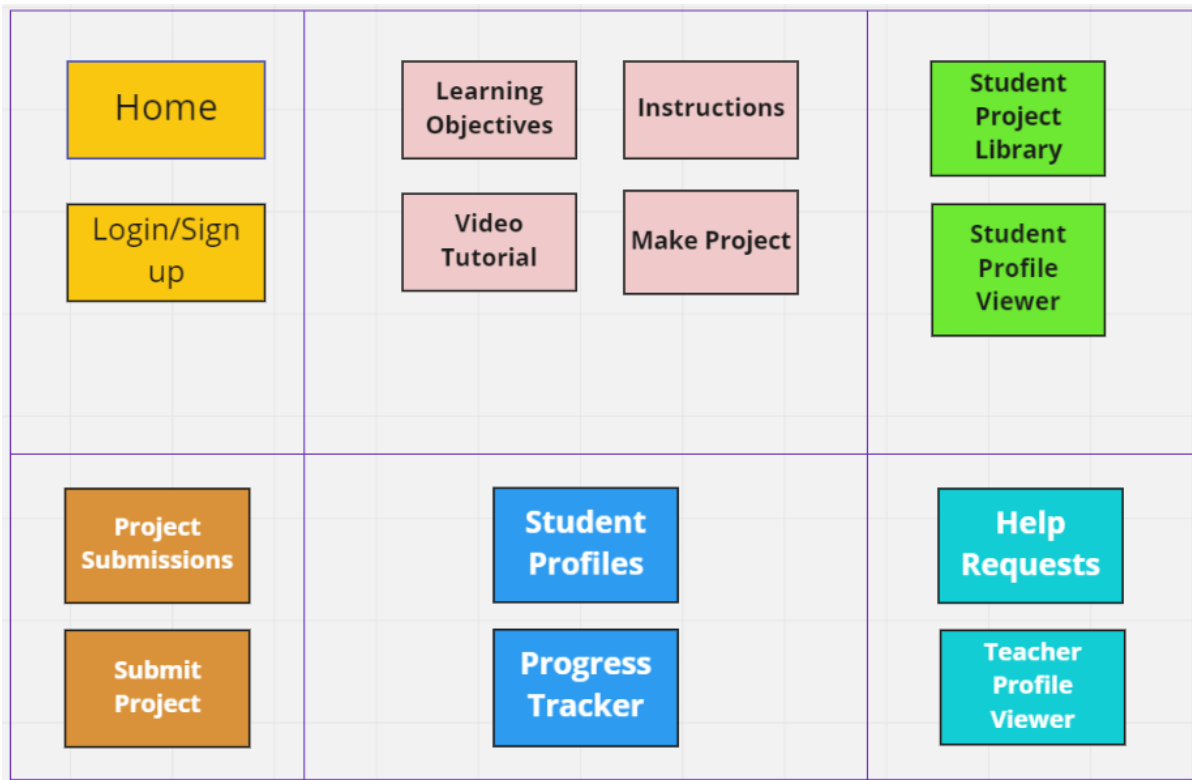 Home
Login/Sign
up
Learning
Objectives
Instructions
Video
Tutorial
Make Project
Student
Project
Library
Student
Profile
Viewer
Project
Submissions
Submit
Project
Student
Profiles
Progress
Tracker
Help
Requests
Teacher
Profile
Viewer